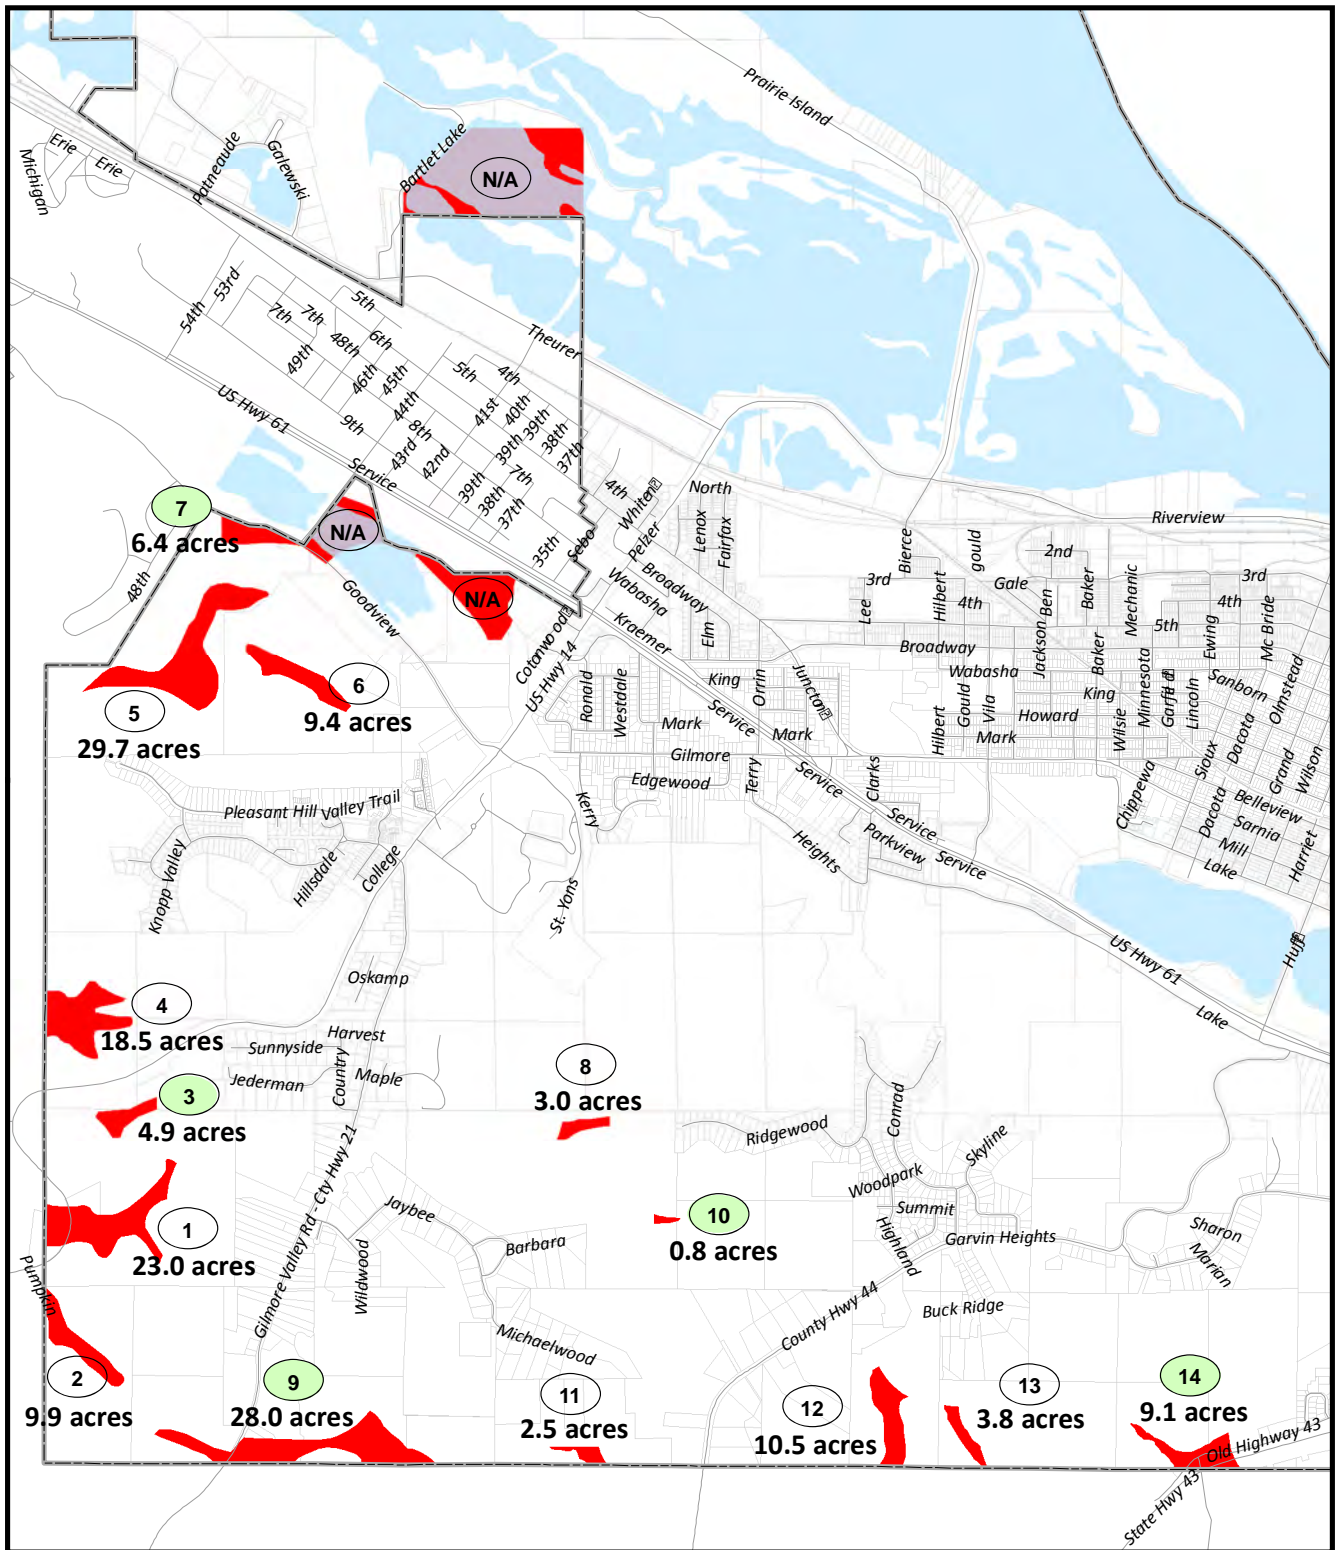 Prairie Island
Bartlet Lake
Erie
Erie
Michigan
Patneaude
Galewski
N/A
54th
53rd
5th
7th
7th
6th
48th
49th
46th
45th
Theurer
4th
5th
44th
41st
40th
39th
8th
9th
US Hwy 61
43rd
42nd
39th
38th
37th
7th
39th
38th
37th
Service
35th
Sebo
4th
Whiten
Pelzer
North
Lenox
Fairfax
Riverview
7
6.4 acres
N/A
N/A
48th
Goodview
Wabasha
Broadway
Kraemer
Elm
Cotonwood
US Hwy 14
Bierce
gould
2nd
3rd
Gale
Hilbert
4th
Lee
Ben
Baker
Mechanic
3rd
4th
5th
Ewing
Mc Bride
Broadway
Jackson
Wabasha
Baker
Minnesota
King
Sanborn
Olmstead
Lincoln
Howard
Gould
Vila
Hilbert
Mark
Wilsie
Dacota
Sioux
Grand
Wilson
Chippewa
Belleview
Dacota
Sarnia
Mill
Lake
Harriet
Huff
Ronald
Westdale
King
Orrin
Juncton
Mark
Mark
Service
Gilmore
Edgewood
Terry
Service
Clarks
Kerry
Heights
Service
Parkview
Service
US Hwy 61
Lake
5
29.7 acres
6
9.4 acres
Pleasant Hill
Valley Trail
Knopp Valley
Hillsdale
College
St. Yons
4
18.5 acres
Oskamp
Harvest
Sunnyside
Jederman
Country
Maple
3
4.9 acres
8
3.0 acres
Ridgewood
Conrad
Skyline
Woodpark
Summit
Highland
Garvin Heights
Sharon
Marian
1
23.0 acres
Gilmore Valley Rd - Cty Hwy 21
Jaybee
Barbara
Wildwood
Michaelwood
10
0.8 acres
Pumpkin
County Hwy 44
Buck Ridge
2
9.9 acres
9
28.0 acres
11
2.5 acres
12
10.5 acres
13
3.8 acres
14
9.1 acres
Old Highway 43
State Hwy 43